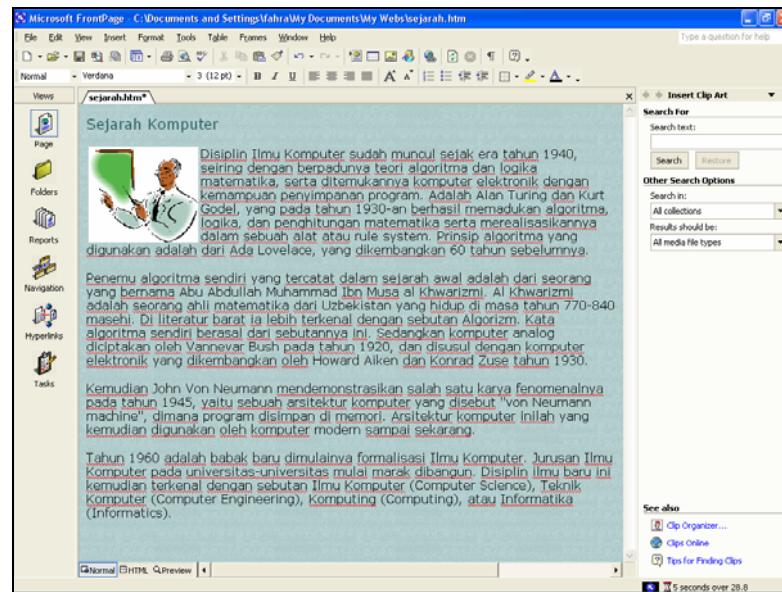 Microsoft FrontPage - C:\Documents and Settings\fahra\My Documents\My Webs\sejarah.htm
File Edit View Insert Format Tools Table Frames Window Help
Type a question for help
Normal Verdana 3 (12 pt) B I U
Views
sejarah.htm*
Insert Clip Art
Page
Folders
Reports
Navigation
Hyperlinks
Tasks
Sejarah Komputer
Disiplin Ilmu Komputer sudah muncul sejak era tahun 1940,
seiring dengan berpadunya teori algoritma dan logika
matematika, serta ditemukannya komputer elektronik dengan
kemampuan penyimpanan program. Adalah Alan Turing dan Kurt
Godel, yang pada tahun 1930-an berhasil memadukan algoritma,
logika, dan penghitungan matematika serta merealisasikannya
dalam sebuah alat atau rule system. Prinsip algoritma yang
digunakan adalah dari Ada Lovelace, yang dikembangkan 60 tahun sebelumnya.
Penemu algoritma sendiri yang tercatat dalam sejarah awal adalah dari seorang
yang bernama Abu Abdullah Muhammad Ibn Musa al Khwarizmi. Al Khwarizmi
adalah seorang ahli matematika dari Uzbekistan yang hidup di masa tahun 770-840
masehi. Di literatur barat ia lebih terkenal dengan sebutan Algorizm. Kata
algoritma sendiri berasal dari sebutannya ini. Sedangkan komputer analog
diciptakan oleh Vannevar Bush pada tahun 1920, dan disusul dengan komputer
elektronik yang dikembangkan oleh Howard Aiken dan Konrad Zuse tahun 1930.
Kemudian John Von Neumann mendemonstrasikan salah satu karya fenomenalnya
pada tahun 1945, yaitu sebuah arsitektur komputer yang disebut "von Neumann
machine", dimana program disimpan di memori. Arsitektur komputer inilah yang
kemudian digunakan oleh komputer modern sampai sekarang.
Tahun 1960 adalah babak baru dimulainya formalisasi Ilmu Komputer. Jurusan Ilmu
Komputer pada universitas-universitas mulai marak dibangun. Disiplin ilmu baru ini
kemudian terkenal dengan sebutan Ilmu Komputer (Computer Science), Teknik
Komputer (Computer Engineering), Komputing (Computing), atau Informatika
(Informatics).
Search For
Search text:
Search Restore
Other Search Options
Search in:
All collections
Results should be:
All media file types
See also
Clip Organizer...
Clips Online
Tips for Finding Clips
Normal HTML Preview
5 seconds over 28.8